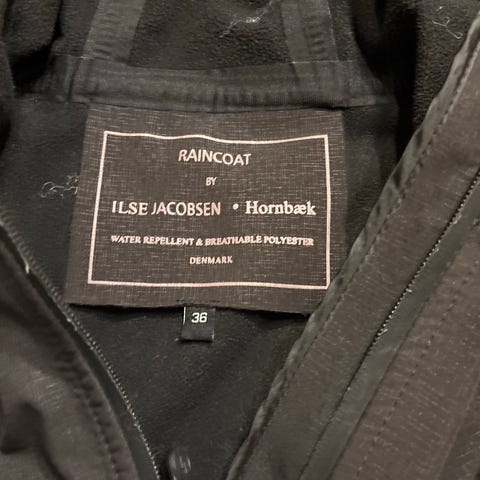 RAINCOAT
BY
ILSE JACOBSEN • Hornbæk
WATER REPELLENT & BREATHABLE POLYESTER
DENMARK
36